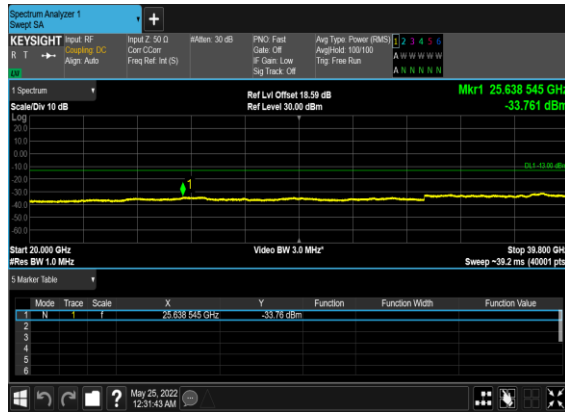 Spectrum Analyzer 1
Swept SA
+
KEYSIGHT Input: RF Input Z: 50 Ω #Atten: 30 dB PNO: Fast Avg Type: Power (RMS) 1 2 3 4 5 6
R T Coupling: DC Corr CCorr Gate: Off Avg|Hold: 100/100 A W W W W W
Align: Auto Freq Ref: Int (S) IF Gain: Low Trig: Free Run
Sig Track: Off A N N N N N
LXI
1 Spectrum Ref Lvl Offset 18.59 dB Mkr1 25.638 545 GHz
Scale/Div 10 dB Ref Level 30.00 dBm -33.761 dBm
Log
20.0
10.0
0.00
-10.0 DL1 -13.00 dBm
-20.0
-30.0 1
-40.0
-50.0
-60.0
Start 20.000 GHz Video BW 3.0 MHz* Stop 39.800 GHz
#Res BW 1.0 MHz Sweep ~39.2 ms (40001 pts)
5 Marker Table
Mode Trace Scale X Y Function Function Width Function Value
1 N 1 f 25.638 545 GHz -33.76 dBm
2
3
4
5
6
? May 25, 2022
12:31:43 AM